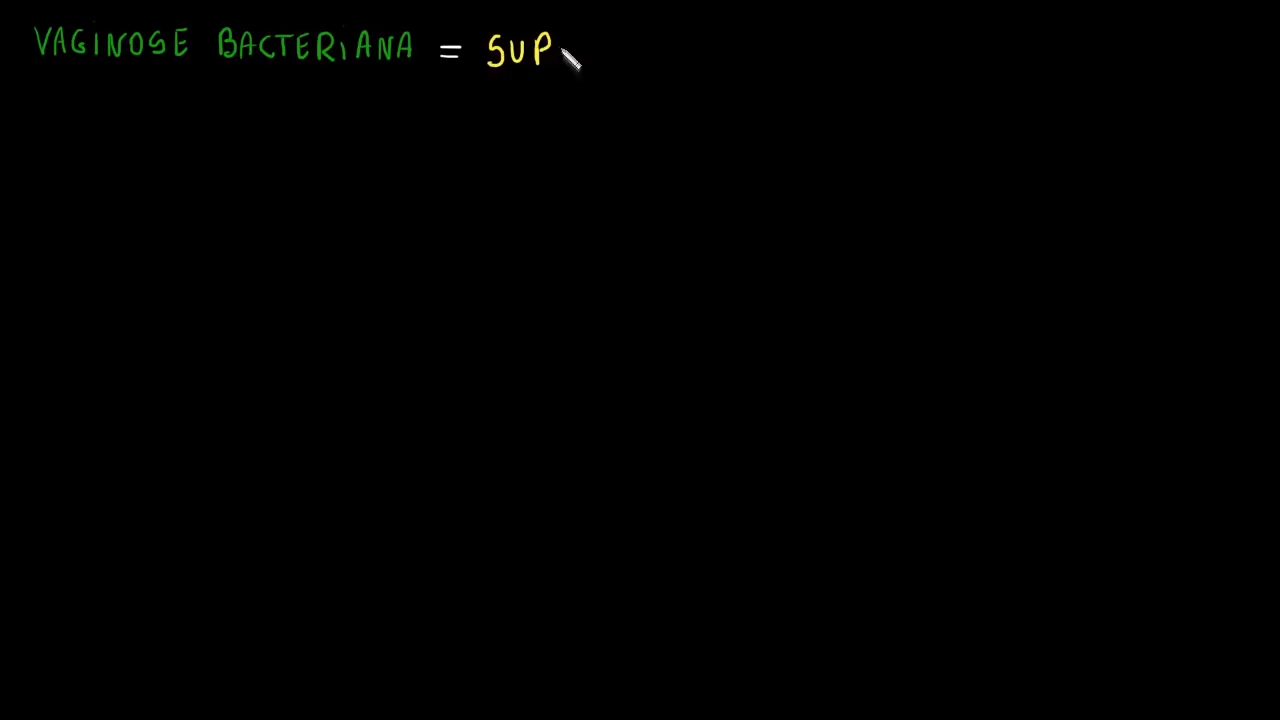 VAGINOSE BACTERIANA = SUP